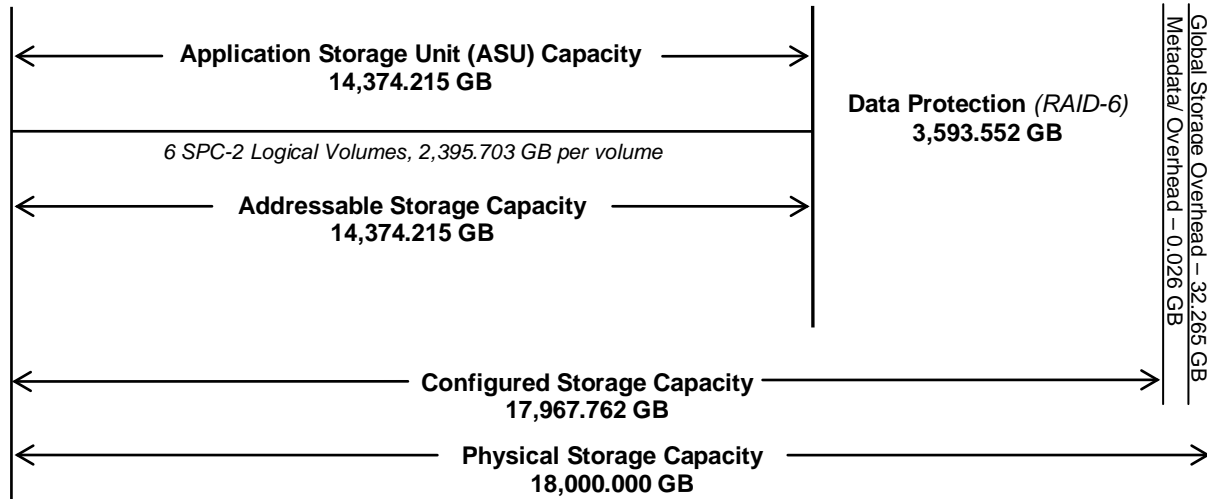 Application Storage Unit (ASU) Capacity
14,374.215 GB
Data Protection (RAID-6)
3,593.552 GB
6 SPC-2 Logical Volumes, 2,395.703 GB per volume
Addressable Storage Capacity
14,374.215 GB
Global Storage Overhead – 32.265 GB
Metadata/ Overhead – 0.026 GB
Configured Storage Capacity
17,967.762 GB
Physical Storage Capacity
18,000.000 GB